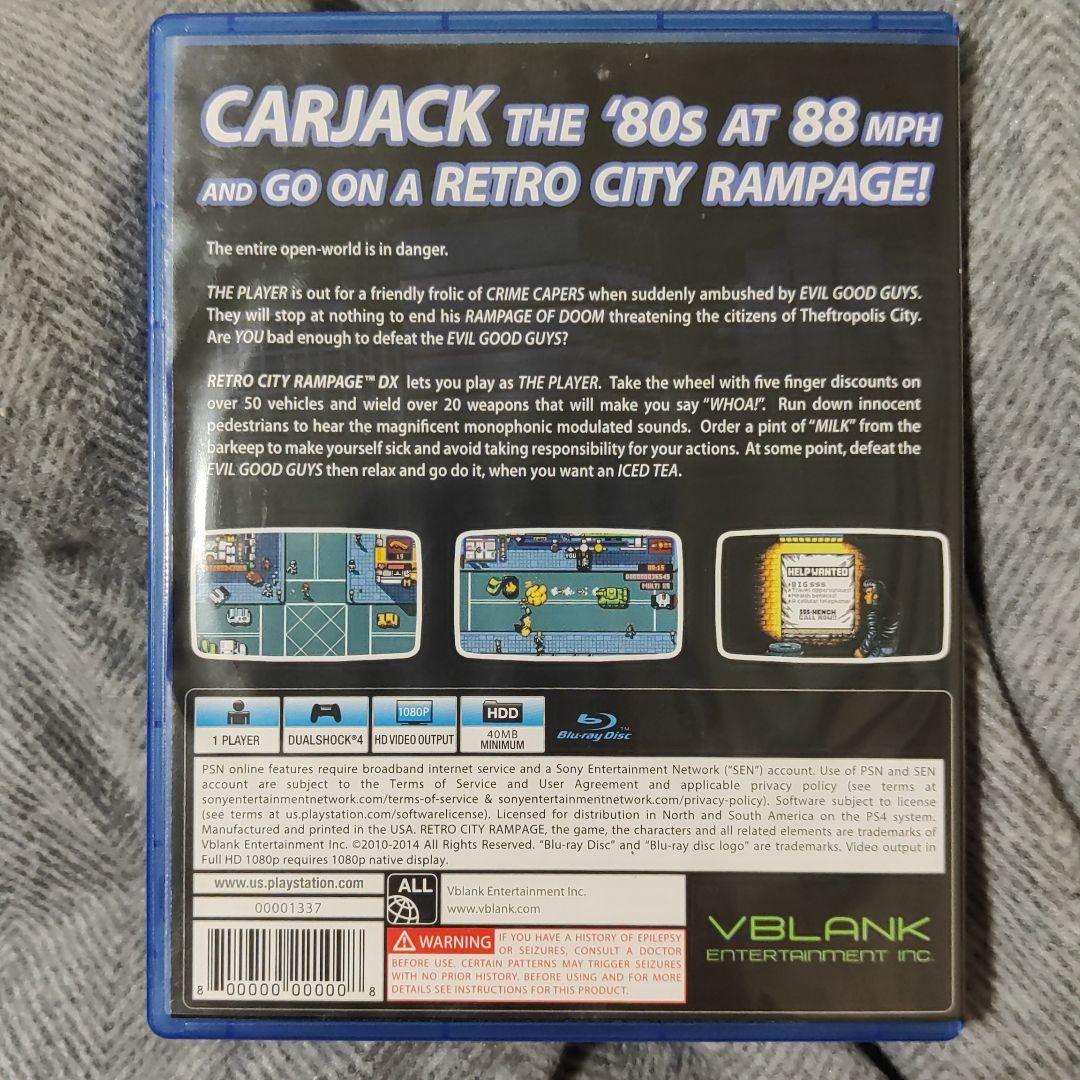 CARJACK THE '80s AT 88 MPH
AND GO ON A RETRO CITY RAMPAGE!
The entire open-world is in danger.
THE PLAYER is out for a friendly frolic of CRIME CAPERS when suddenly ambushed by EVIL GOOD GUYS.
They will stop at nothing to end his RAMPAGE OF DOOM threatening the citizens of Theftropolis City.
Are YOU bad enough to defeat the EVIL GOOD GUYS?
RETRO CITY RAMPAGE™ DX lets you play as THE PLAYER. Take the wheel with five finger discounts on
over 50 vehicles and wield over 20 weapons that will make you say "WHOA!". Run down innocent
pedestrians to hear the magnificent monophonic modulated sounds. Order a pint of "MILK" from the
barkeep to make yourself sick and avoid taking responsibility for your actions. At some point, defeat the
EVIL GOOD GUYS then relax and go do it, when you want an ICED TEA.
YOU
MULTI
HELP WANTED
BIG $$$
Travel opportunities!
Health benefits!
A cellular telephone!
555-HENCH
CALL NOW!!
1 PLAYER
DUALSHOCK®4
1080P
HD VIDEO OUTPUT
HDD
40MB
MINIMUM
Blu-ray Disc™
PSN online features require broadband internet service and a Sony Entertainment Network ("SEN") account. Use of PSN and SEN
account are subject to the Terms of Service and User Agreement and applicable privacy policy (see terms at
sonyentertainmentnetwork.com/terms-of-service & sonyentertainmentnetwork.com/privacy-policy). Software subject to license
(see terms at us.playstation.com/softwarelicense). Licensed for distribution in North and South America on the PS4 system.
Manufactured and printed in the USA. RETRO CITY RAMPAGE, the game, the characters and all related elements are trademarks of
Vblank Entertainment Inc. ©2010-2014 All Rights Reserved. "Blu-ray Disc" and "Blu-ray disc logo" are trademarks. Video output in
Full HD 1080p requires 1080p native display.
www.us.playstation.com
00001337
ALL
Vblank Entertainment Inc.
www.vblank.com
WARNING IF YOU HAVE A HISTORY OF EPILEPSY
OR SEIZURES, CONSULT A DOCTOR
BEFORE USE. CERTAIN PATTERNS MAY TRIGGER SEIZURES
WITH NO PRIOR HISTORY. BEFORE USING AND FOR MORE
DETAILS SEE INSTRUCTIONS FOR THIS PRODUCT.
8 00000 00000 8
VBLANK
ENTERTAINMENT INC.